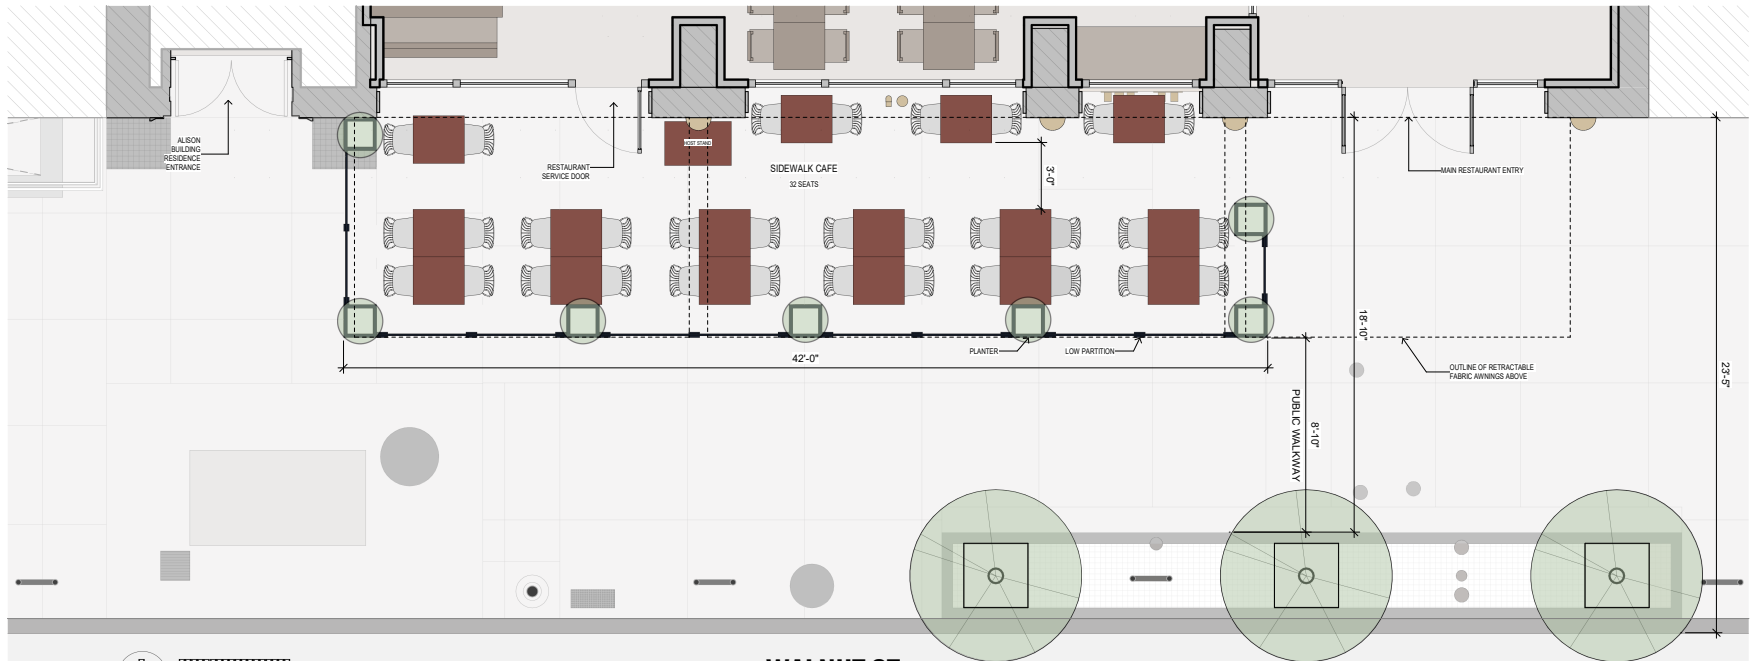 ALISON
BUILDING
RESIDENCE
ENTRANCE
RESTAURANT
SERVICE DOOR
HOST STAND
SIDEWALK CAFE
32 SEATS
3'-0"
MAIN RESTAURANT ENTRY
PLANTER
LOW PARTITION
42'-0"
18'-10"
OUTLINE OF RETRACTABLE
FABRIC AWNINGS ABOVE
23'-5"
PUBLIC WALKWAY
8'-10"